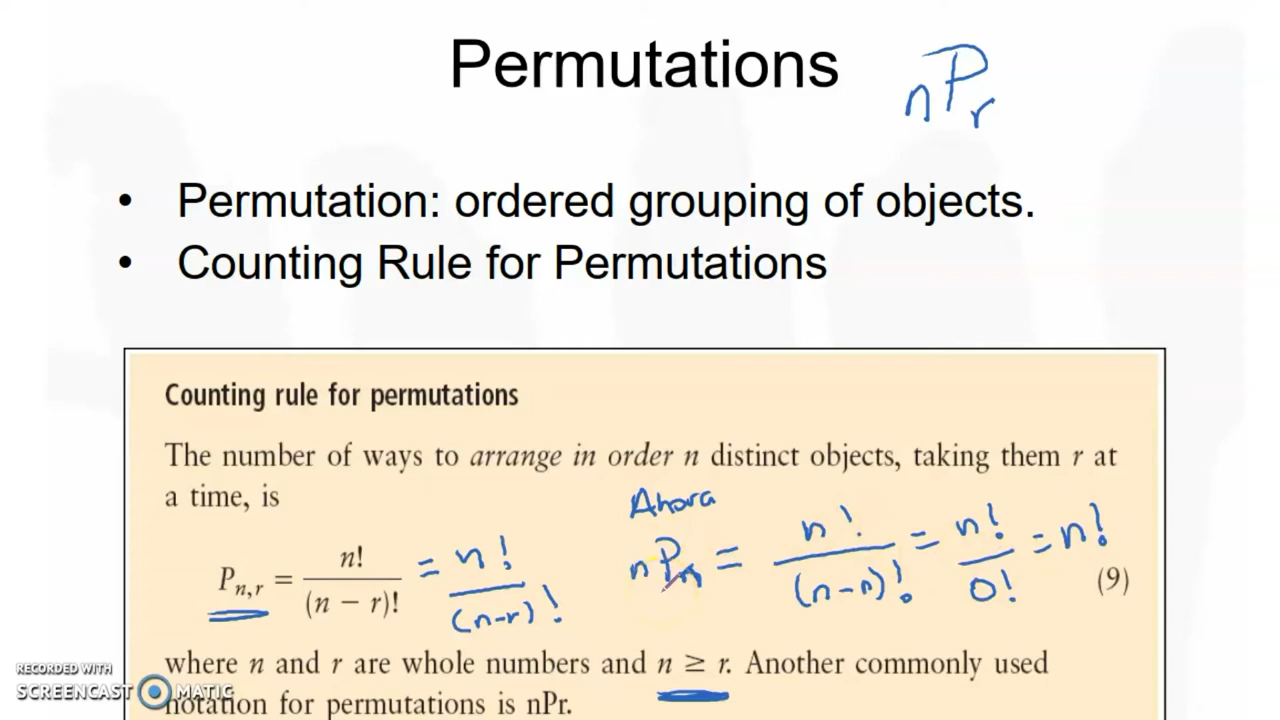 Permutations nPr
• Permutation: ordered grouping of objects.
• Counting Rule for Permutations
Counting rule for permutations
The number of ways to arrange in order n distinct objects, taking them r at
a time, is
Ahora
P_{n,r} = n!/(n − r)! = n!/(n-r)!
nPn = n!/(n-n)! = n!/0! = n!
(9)
where n and r are whole numbers and n ≥ r. Another commonly used
notation for permutations is nPr.
RECORDED WITH
SCREENCAST MATIC